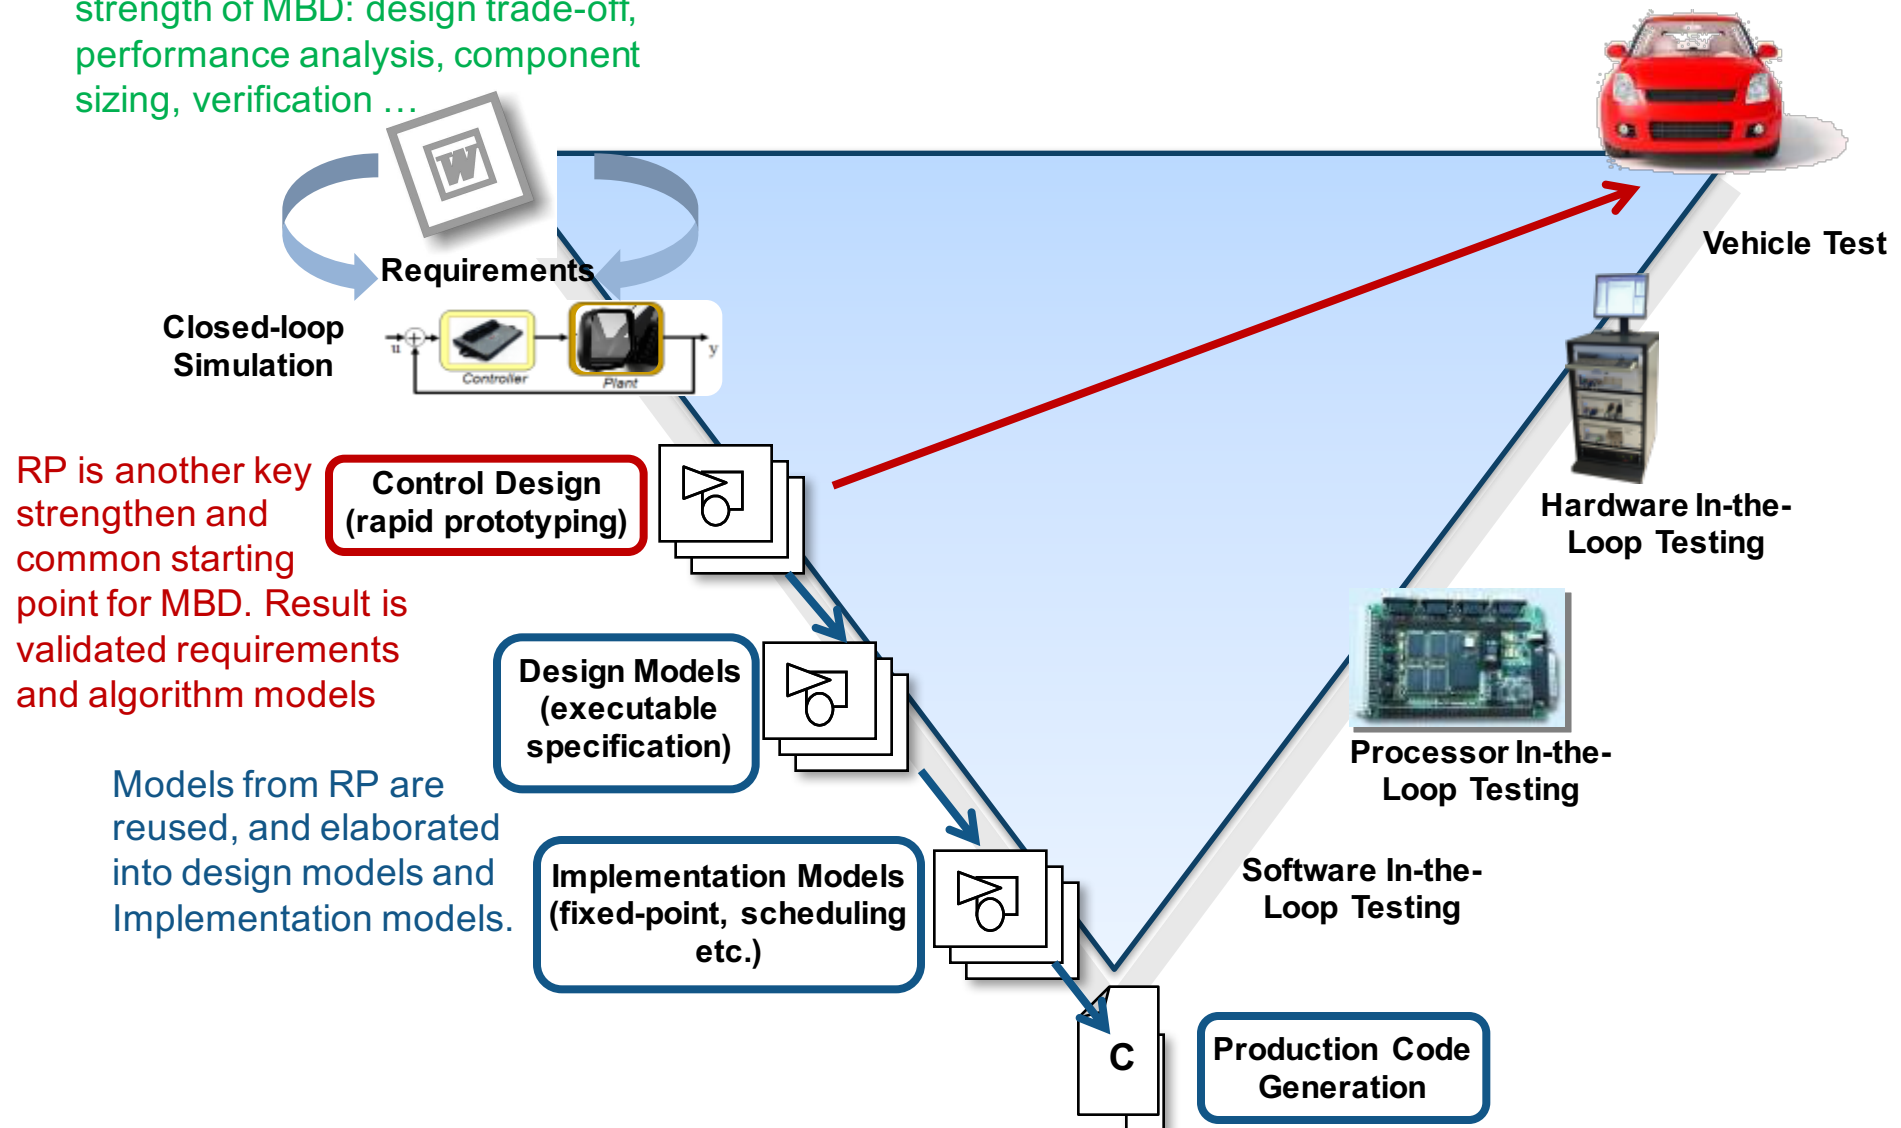 strength of MBD: design trade-off,
performance analysis, component
sizing, verification …
W
Requirements
Vehicle Test
Closed-loop
Simulation
u
y
Controller
Plant
RP is another key
strengthen and
common starting
point for MBD. Result is
validated requirements
and algorithm models
Control Design
(rapid prototyping)
Hardware In-the-
Loop Testing
Design Models
(executable
specification)
Processor In-the-
Loop Testing
Models from RP are
reused, and elaborated
into design models and
Implementation models.
Implementation Models
(fixed-point, scheduling
etc.)
Software In-the-
Loop Testing
C
Production Code
Generation